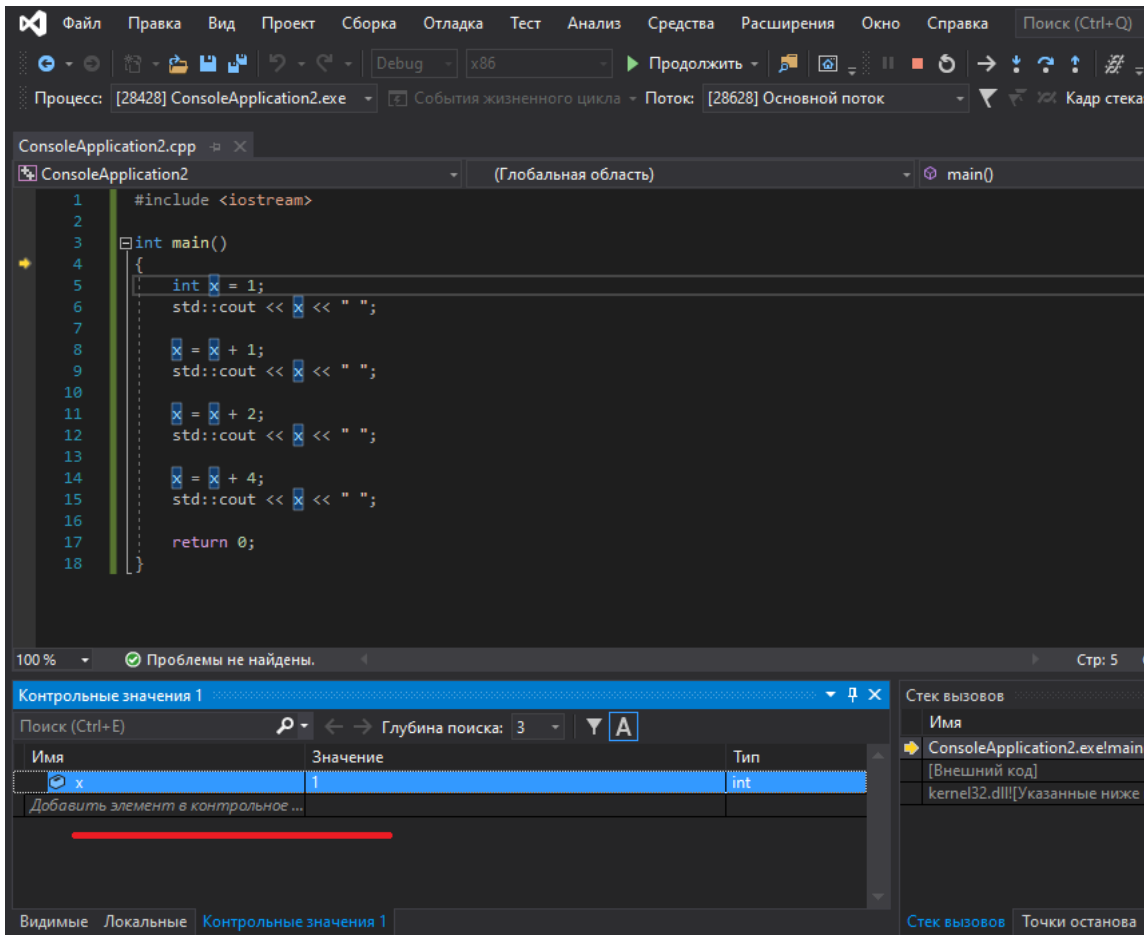 Файл Правка Вид Проект Сборка Отладка Тест Анализ Средства Расширения Окно Справка Поиск (Ctrl+Q)
Debug x86 Продолжить
Процесс: [28428] ConsoleApplication2.exe События жизненного цикла Поток: [28628] Основной поток Кадр стека
ConsoleApplication2.cpp
ConsoleApplication2 (Глобальная область) main()
1 #include <iostream>
2
3 int main()
4 {
5 int x = 1;
6 std::cout << x << " ";
7
8 x = x + 1;
9 std::cout << x << " ";
10
11 x = x + 2;
12 std::cout << x << " ";
13
14 x = x + 4;
15 std::cout << x << " ";
16
17 return 0;
18 }
100 % Проблемы не найдены. Стр: 5
Контрольные значения 1 Стек вызовов
Поиск (Ctrl+E) Глубина поиска: 3 A Имя
Имя Значение Тип ConsoleApplication2.exe!main
x 1 int [Внешний код]
Добавить элемент в контрольное ... kernel32.dll![Указанные ниже
Видимые Локальные Контрольные значения 1 Стек вызовов Точки останова